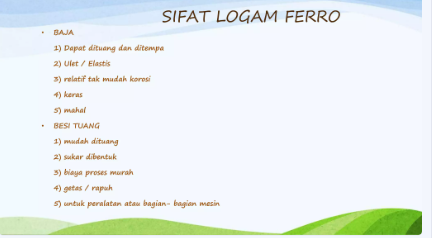 SIFAT LOGAM FERRO
• BAJA
1) Dapat dituang dan ditempa
2) Ulet / Elastis
3) relatif tak mudah korosi
4) keras
5) mahal
• BESI TUANG
1) mudah dituang
2) sukar dibentuk
3) biaya proses murah
4) getas / rapuh
5) untuk peralatan atau bagian- bagian mesin